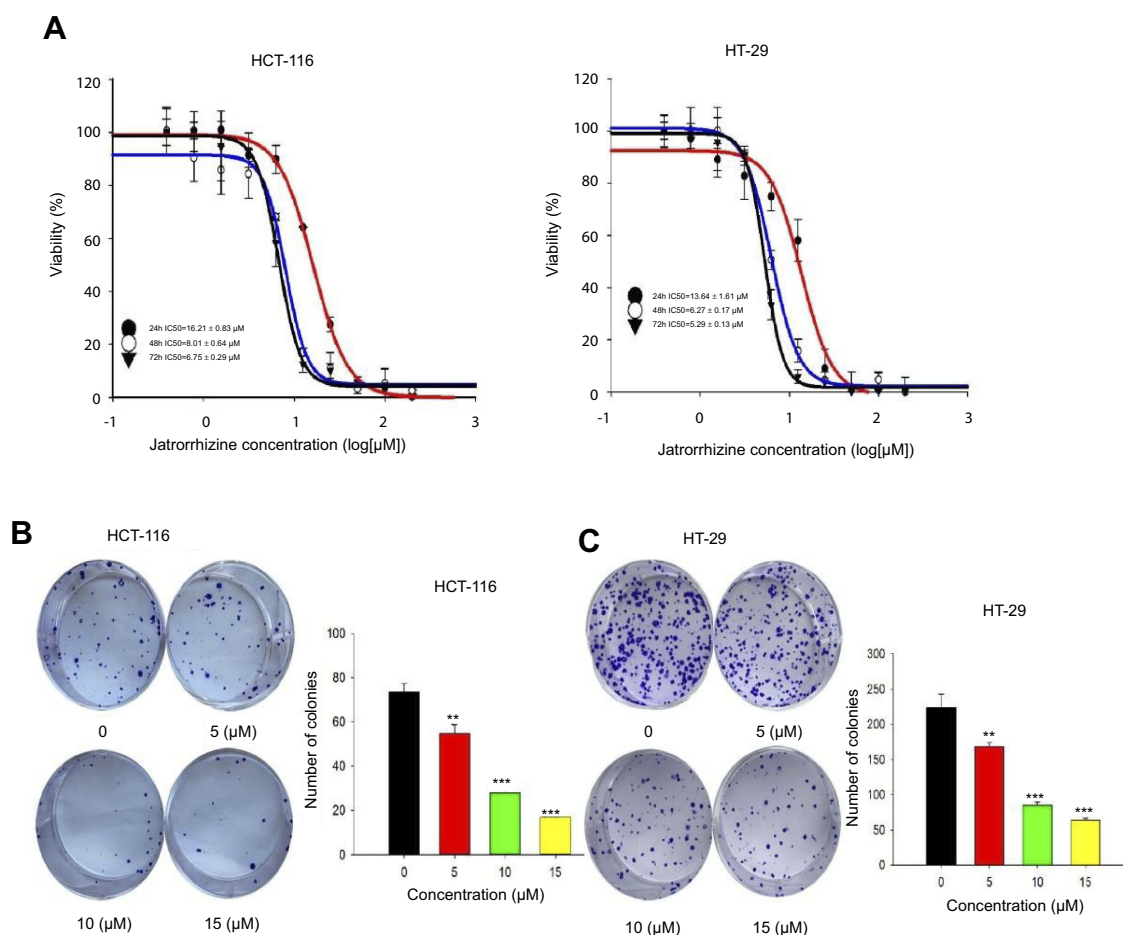 A
HCT-116
120
100
80
60
40
20
0
Viability (%)
24h IC50=16.21 ± 0.83 µM
48h IC50=8.01 ± 0.64 µM
72h IC50=6.75 ± 0.29 µM
-1 0 1 2 3
Jatrorrhizine concentration (log[µM])
HT-29
120
100
80
60
40
20
0
Viability (%)
24h IC50=13.64 ± 1.61 µM
48h IC50=6.27 ± 0.17 µM
72h IC50=5.29 ± 0.13 µM
-1 0 1 2 3
Jatrorrhizine concentration (log[µM])
B
HCT-116
0 5 (µM)
10 (µM) 15 (µM)
HCT-116
100
80
60
40
20
0
Number of colonies
**
***
***
0 5 10 15
Concentration (µM)
C
HT-29
0 5 (µM)
10 (µM) 15 (µM)
HT-29
300
250
200
150
100
50
0
Number of colonies
**
***
***
0 5 10 15
Concentration (µM)